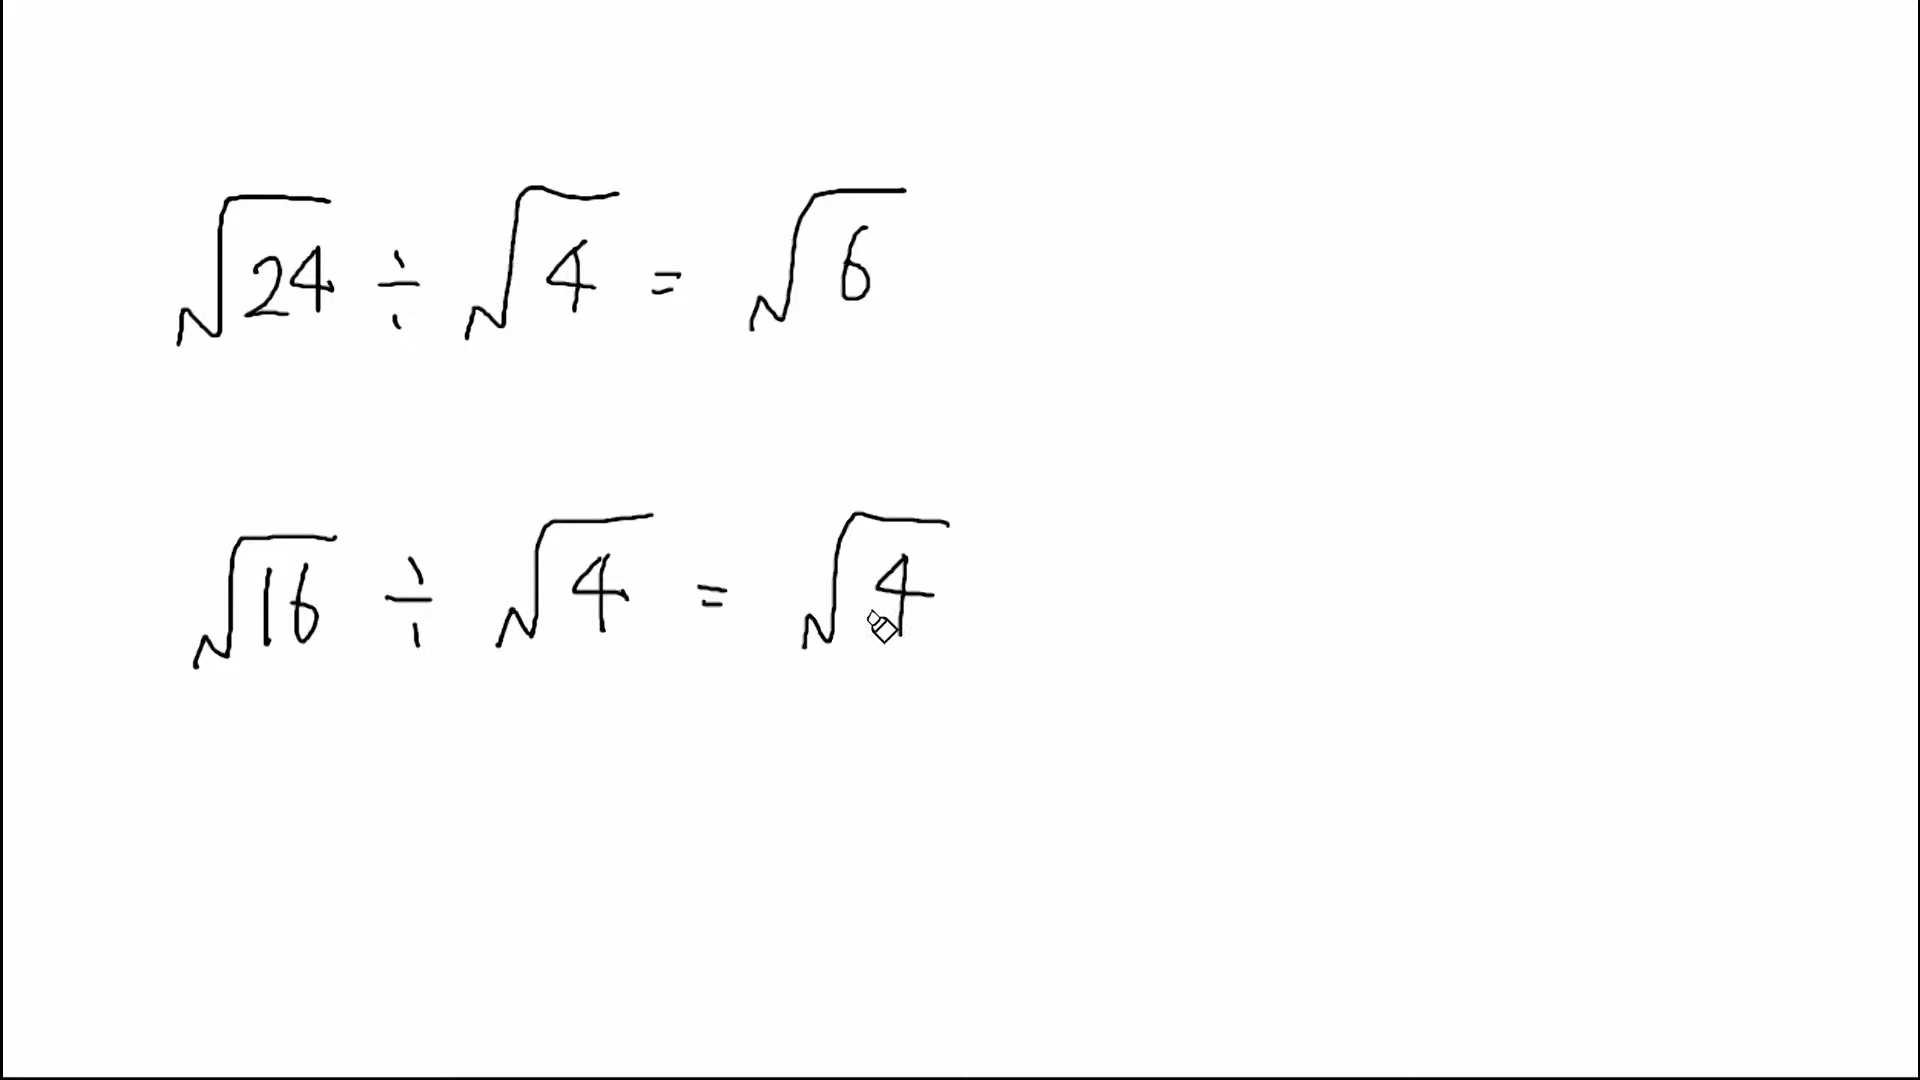 √24 ÷ √4 = √6
√16 ÷ √4 = √4